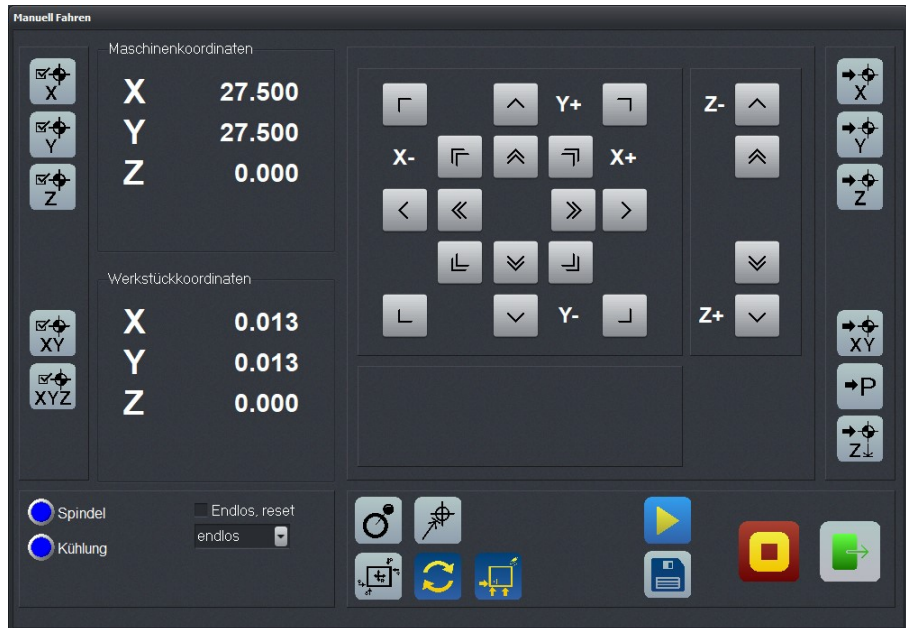 Manuell Fahren
Maschinenkoordinaten
X 27.500
Y 27.500
Z 0.000
Werkstückkoordinaten
X 0.013
Y 0.013
Z 0.000
X
Y
Z
XY
XYZ
Y+
X-
X+
Y-
Z-
Z+
X
Y
Z
XY
P
Z
Spindel
Kühlung
Endlos, reset
endlos